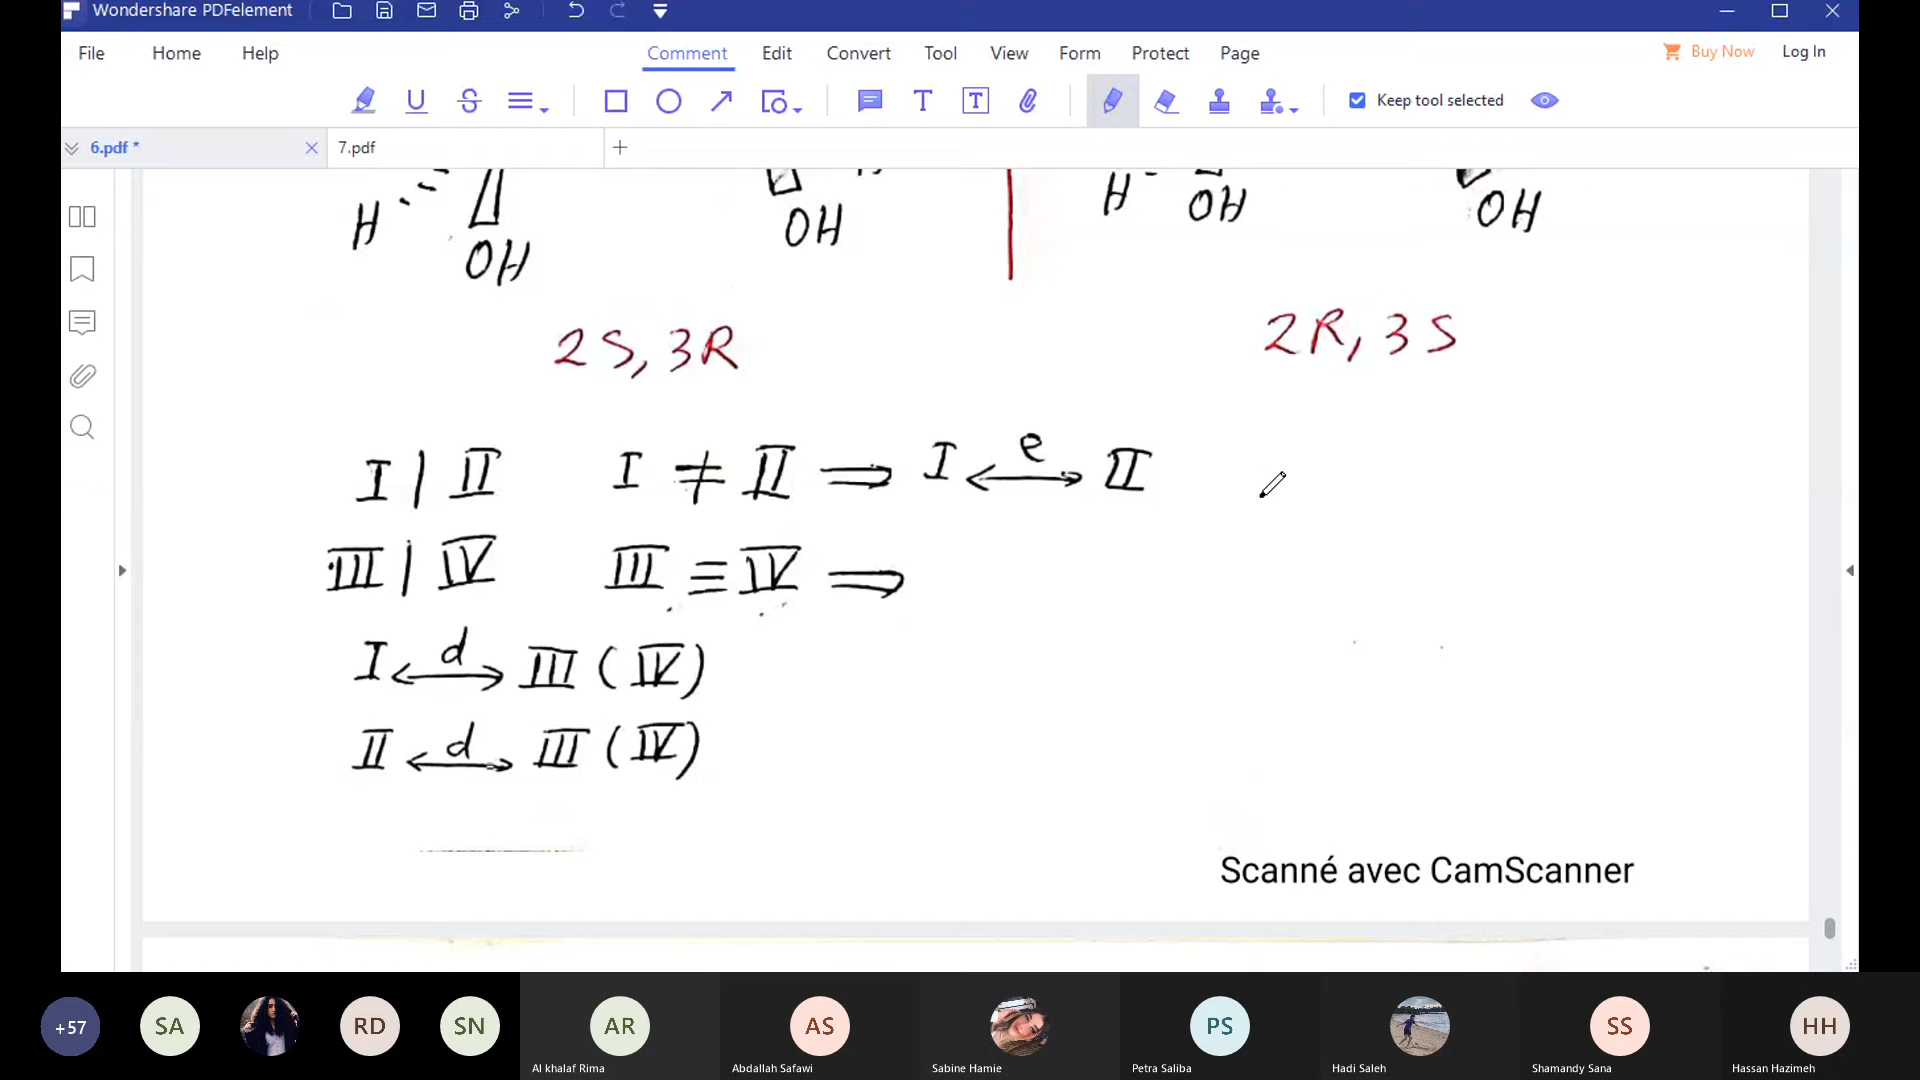 Wondershare PDFelement
File Home Help Comment Edit Convert Tool View Form Protect Page Buy Now Log In
Keep tool selected
6.pdf * 7.pdf
H OH OH H OH OH
2S, 3R 2R, 3S
I | II I ≠ II ⇒ I ⟷ e II
III | IV III ≡ IV ⇒
I ⟷ d III (IV)
II ⟷ d III (IV)
Scanné avec CamScanner
+57 SA RD SN AR AS PS SS HH
Al khalaf Rima Abdallah Safawi Sabine Hamie Petra Saliba Hadi Saleh Shamandy Sana Hassan Hazimeh